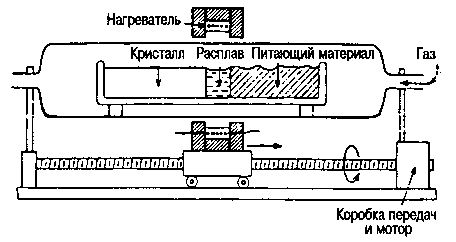 Нагреватель
Кристалл Расплав Питающий материал
Газ
Коробка передач
и мотор